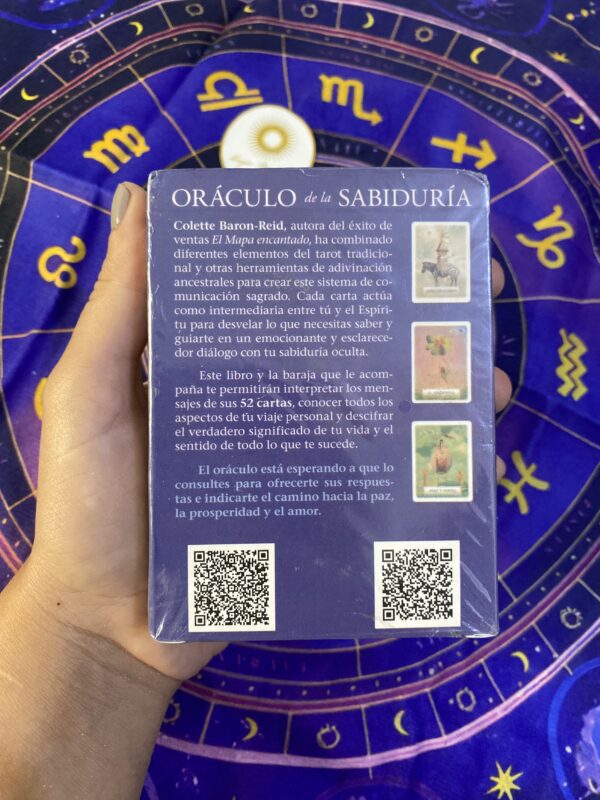 ORÁCULO de la SABIDURÍA
Colette Baron-Reid, autora del éxito de
ventas El Mapa encantado, ha combinado
diferentes elementos del tarot tradicio-
nal y otras herramientas de adivinación
ancestrales para crear este sistema de co-
municación sagrado. Cada carta actúa
como intermediaria entre tú y el Espíri-
tu para desvelar lo que necesitas saber y
guiarte en un emocionante y esclarece-
dor diálogo con tu sabiduría oculta.
Este libro y la baraja que le acom-
paña te permitirán interpretar los men-
sajes de sus 52 cartas, conocer todos los
aspectos de tu viaje personal y descifrar
el verdadero significado de tu vida y el
sentido de todo lo que te sucede.
El oráculo está esperando a que lo
consultes para ofrecerte sus respues-
tas e indicarte el camino hacia la paz,
la prosperidad y el amor.